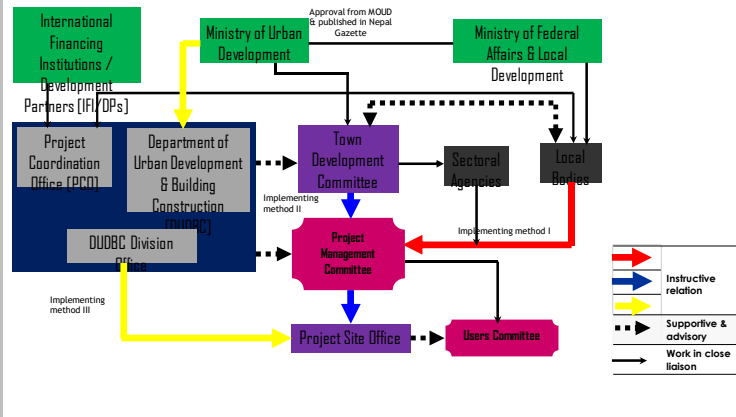 International
Financing
Institutions /
Development
Partners [IFI/DPs]
Ministry of Urban
Development
Approval from MOUD
& published in Nepal
Gazette
Ministry of Federal
Affairs & Local
Development
Project
Coordination
Office [PCO]
Department of
Urban Development
& Building
Construction
[DUDBC]
Town
Development
Committee
Sectoral
Agencies
Local
Bodies
Implementing
method II
Project
Management
Committee
Implementing method I
DUDBC Division
Office
Implementing
method III
Project Site Office
Users Committee
Instructive
relation
Supportive &
advisory
Work in close
liaison